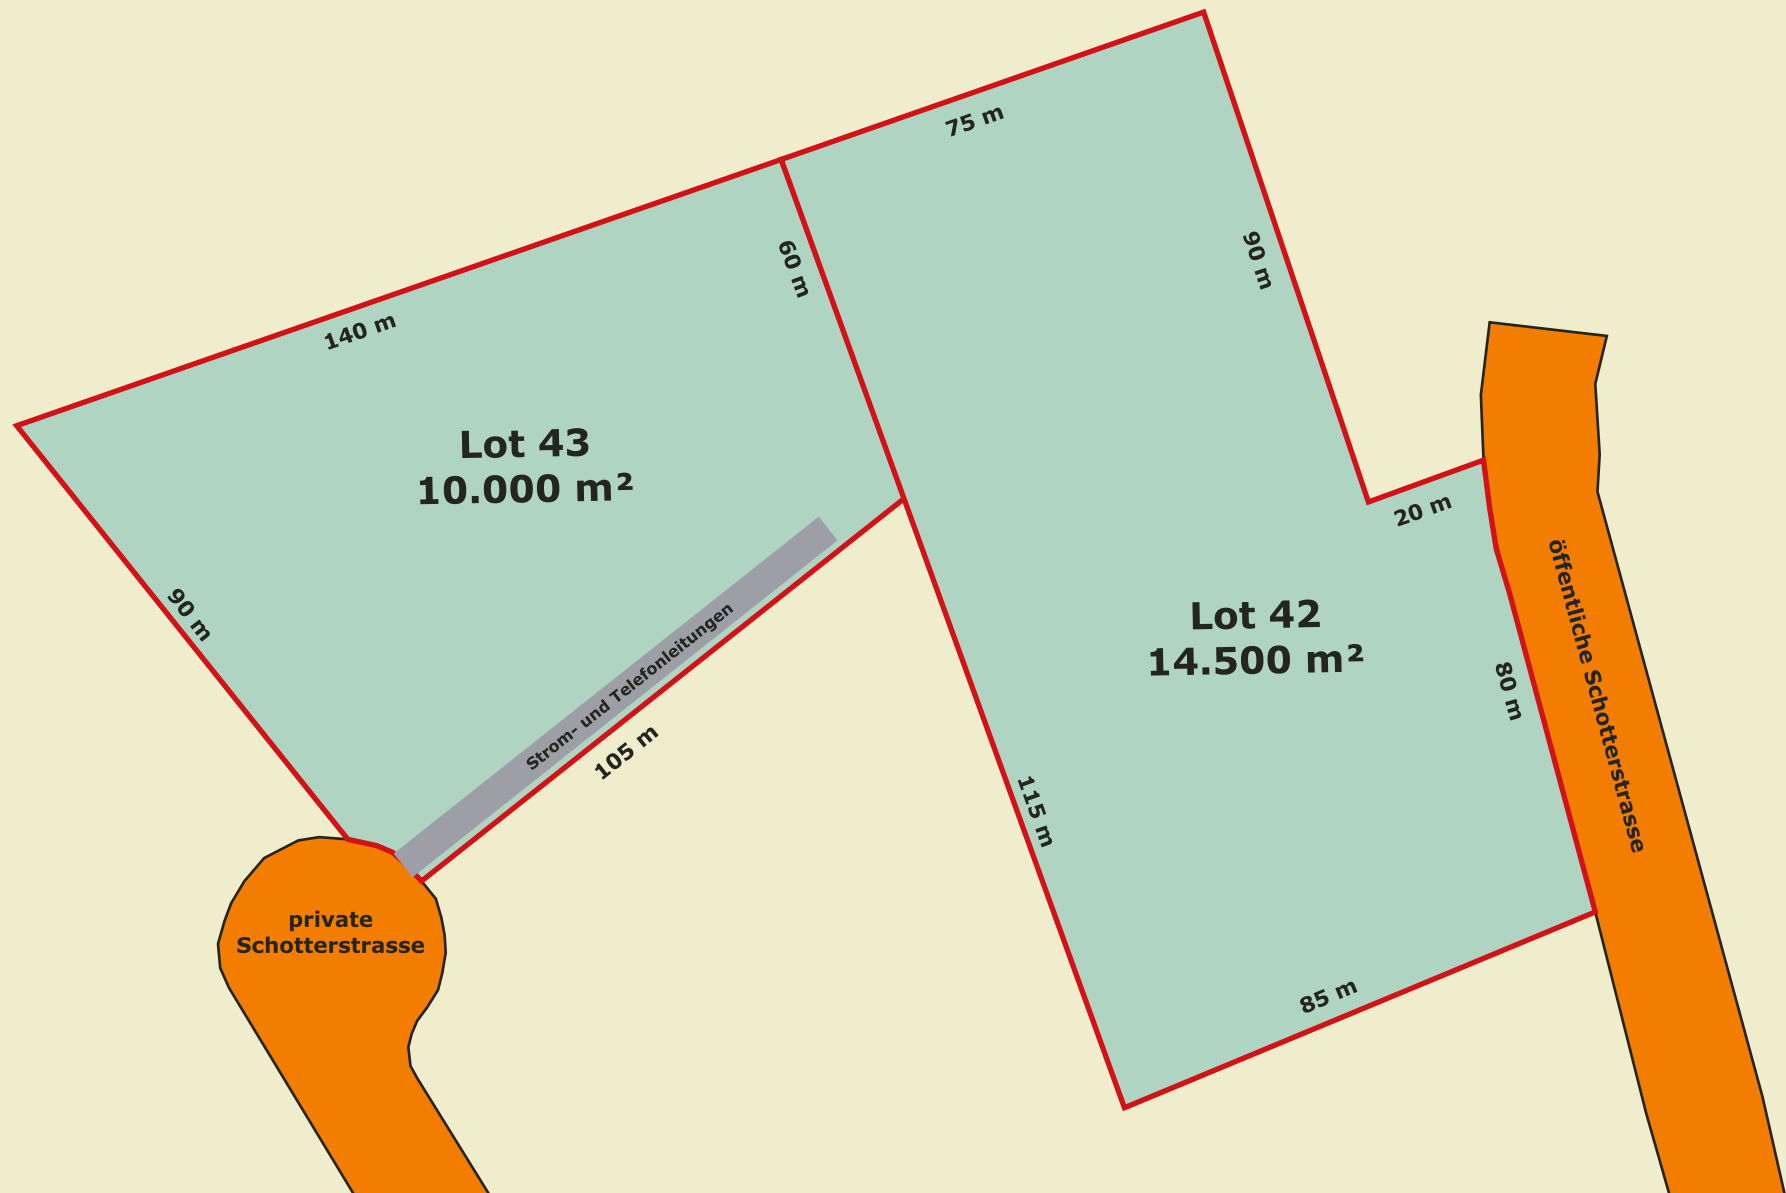 75 m
60 m
90 m
140 m
Lot 43
10.000 m²
20 m
90 m
Strom- und Telefonleitungen
105 m
Lot 42
14.500 m²
80 m
öffentliche Schotterstrasse
115 m
private
Schotterstrasse
85 m